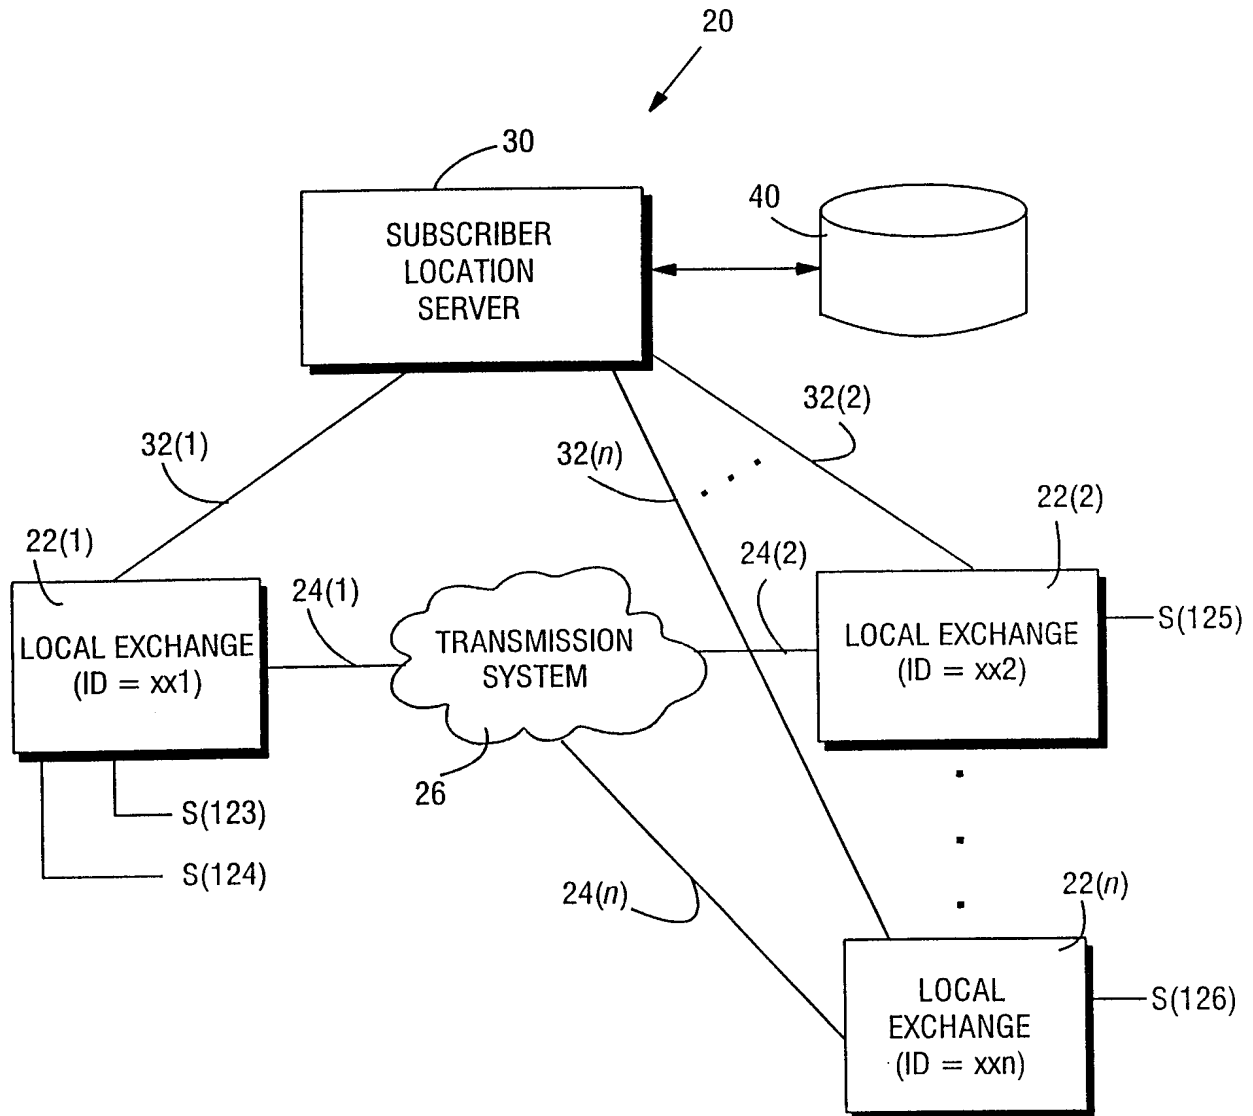 20
30
SUBSCRIBER
LOCATION
SERVER
40
32(1)
32(n)
32(2)
22(1)
22(2)
24(1)
24(2)
LOCAL EXCHANGE
(ID = xx1)
TRANSMISSION
SYSTEM
LOCAL EXCHANGE
(ID = xx2)
S(125)
26
S(123)
S(124)
24(n)
22(n)
LOCAL
EXCHANGE
(ID = xxn)
S(126)